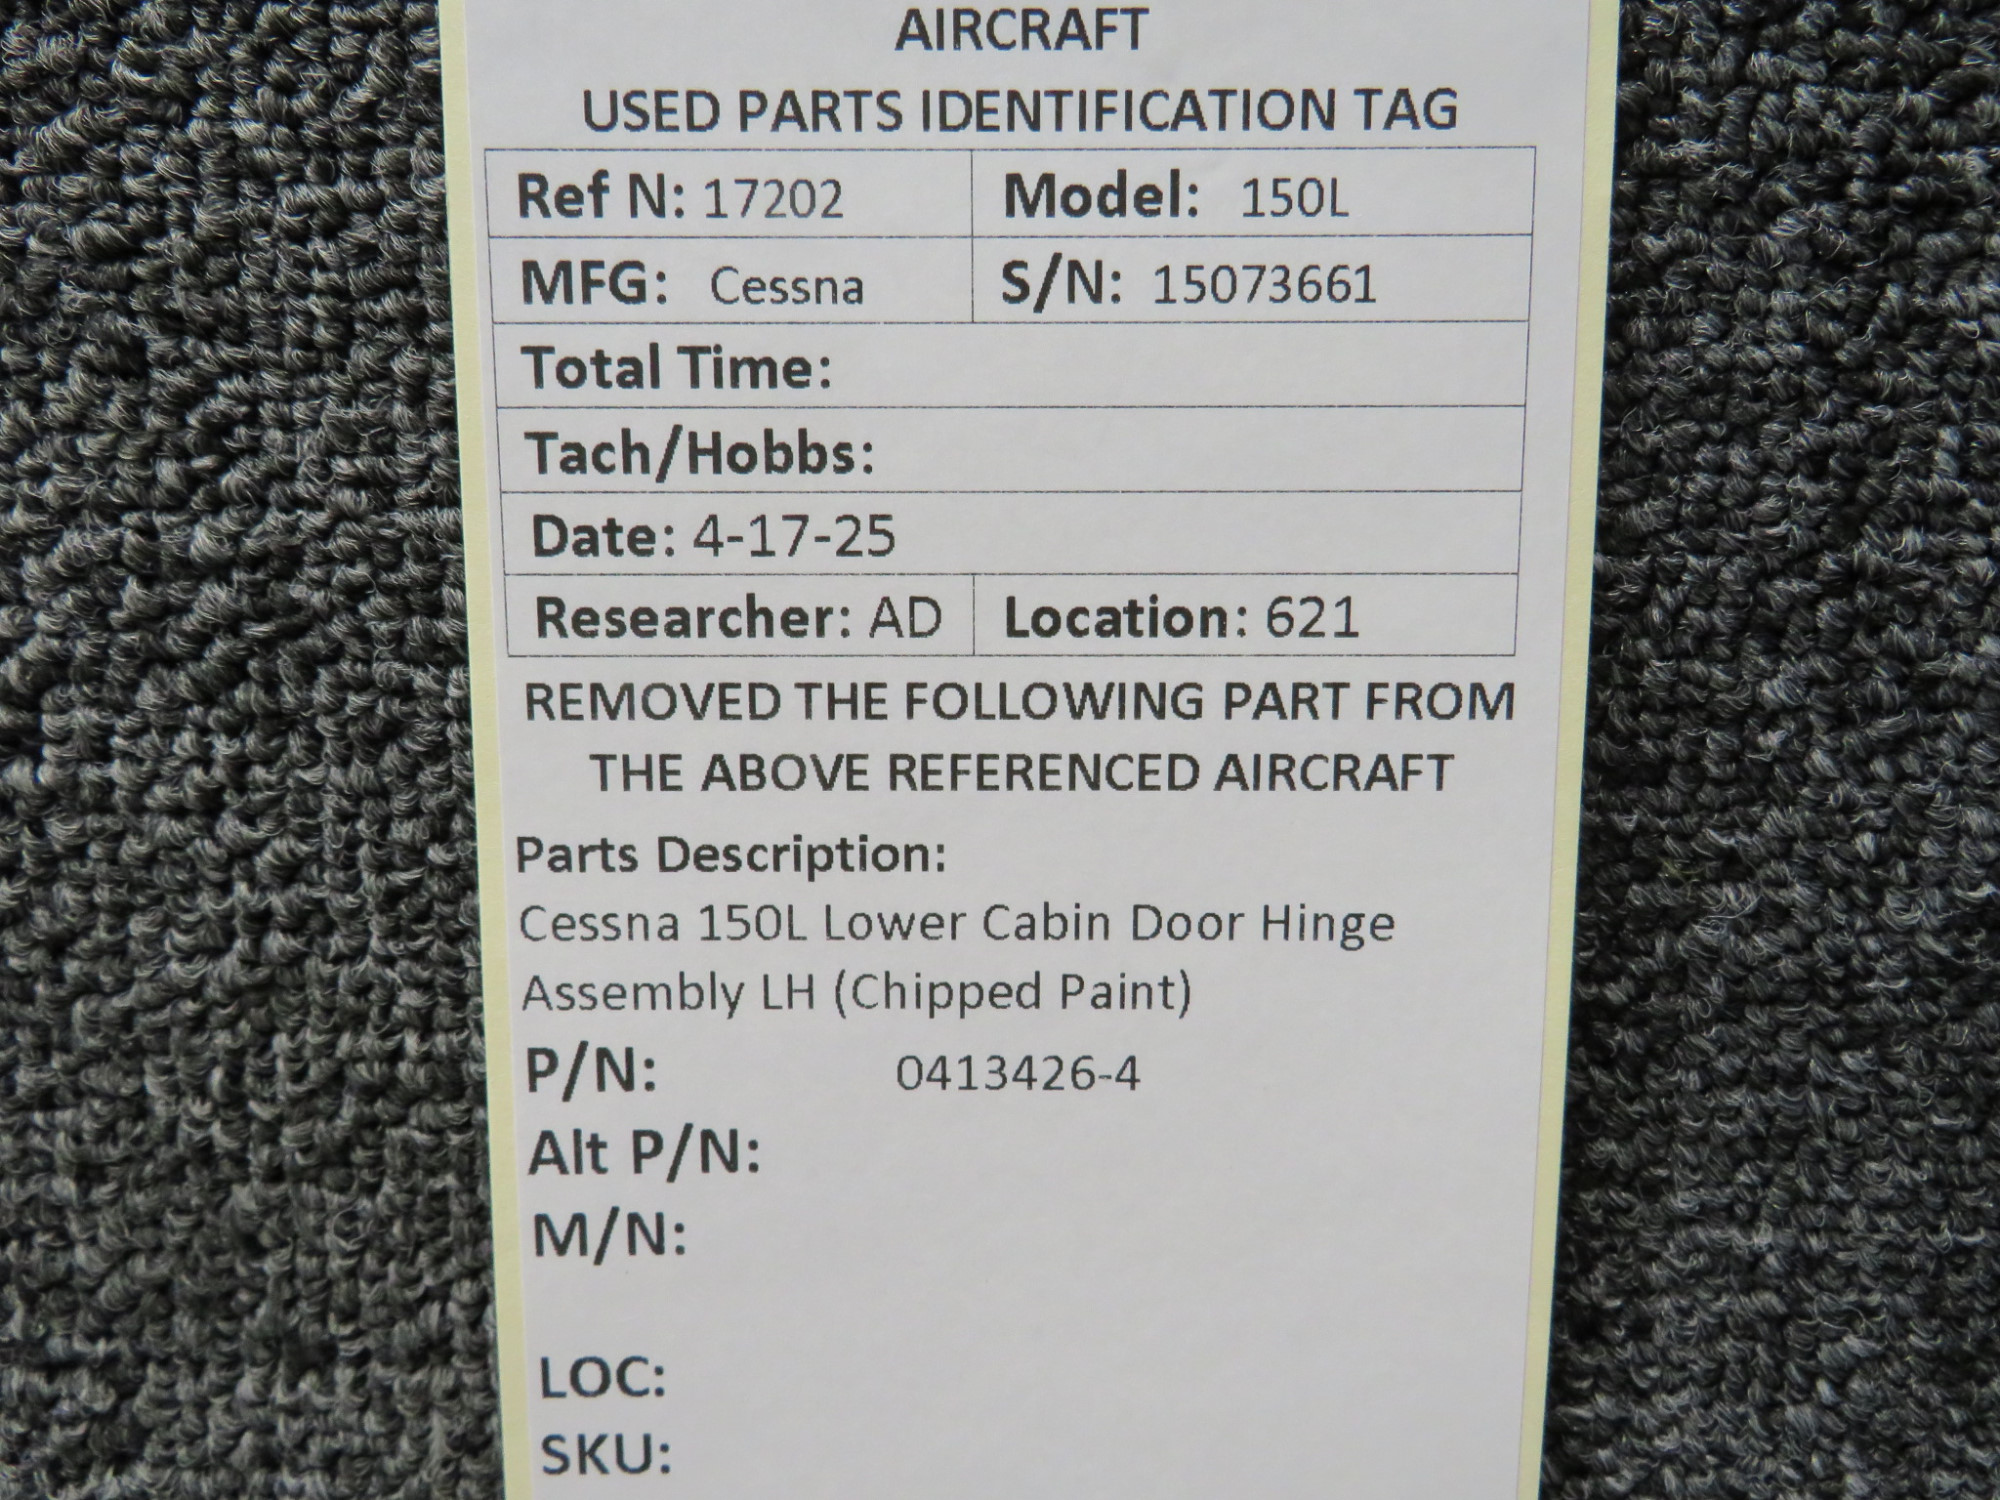 AIRCRAFT
USED PARTS IDENTIFICATION TAG
Ref N: 17202 Model: 150L
MFG: Cessna S/N: 15073661
Total Time:
Tach/Hobbs:
Date: 4-17-25
Researcher: AD Location: 621
REMOVED THE FOLLOWING PART FROM
THE ABOVE REFERENCED AIRCRAFT
Parts Description:
Cessna 150L Lower Cabin Door Hinge
Assembly LH (Chipped Paint)
P/N: 0413426-4
Alt P/N:
M/N:
LOC:
SKU: